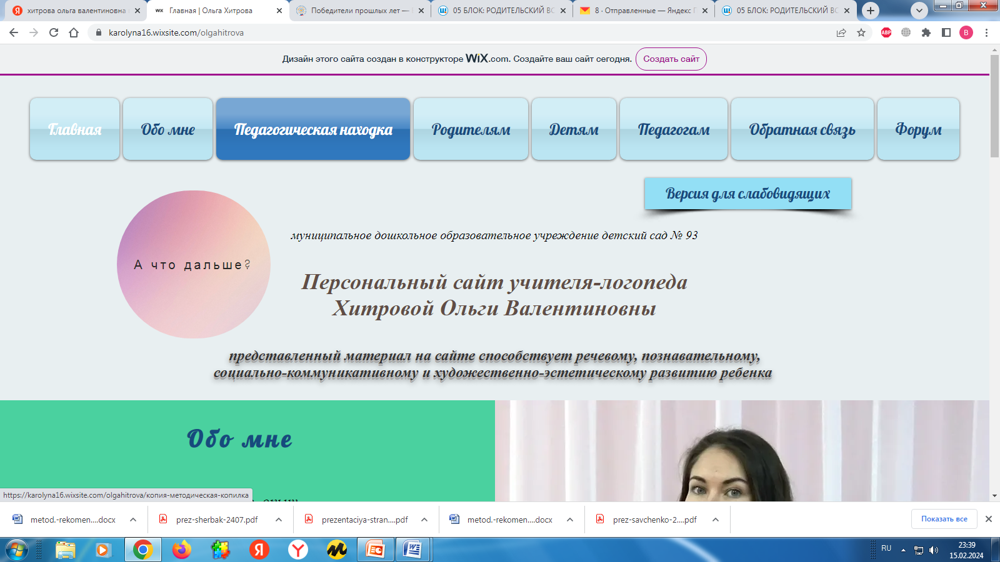 хитрова ольга валентиновна
Главная | Ольга Хитрова
Победители прошлых лет —
05 БЛОК: РОДИТЕЛЬСКИЙ ВС
8 · Отправленные — Яндекс
05 БЛОК: РОДИТЕЛЬСКИЙ ВС
karolyna16.wixsite.com/olgahitrova
ABP
B
Дизайн этого сайта создан в конструкторе WiX.com. Создайте ваш сайт сегодня.
Создать сайт
Главная
Обо мне
Педагогическая находка
Родителям
Детям
Педагогам
Обратная связь
Форум
Версия для слабовидящих
муниципальное дошкольное образовательное учреждение детский сад № 93
А что дальше?
Персональный сайт учителя-логопеда
Хитровой Ольги Валентиновны
представленный материал на сайте способствует речевому, познавательному,
социально-коммуникативному и художественно-эстетическому развитию ребенка
Обо мне
https://karolyna16.wixsite.com/olgahitrova/копия-методическая-копилка
metod.-rekomen....docx
prez-sherbak-2407.pdf
prezentaciya-stran....pdf
metod.-rekomen....docx
prez-savchenko-2....pdf
Показать все
RU
23:39
15.02.2024